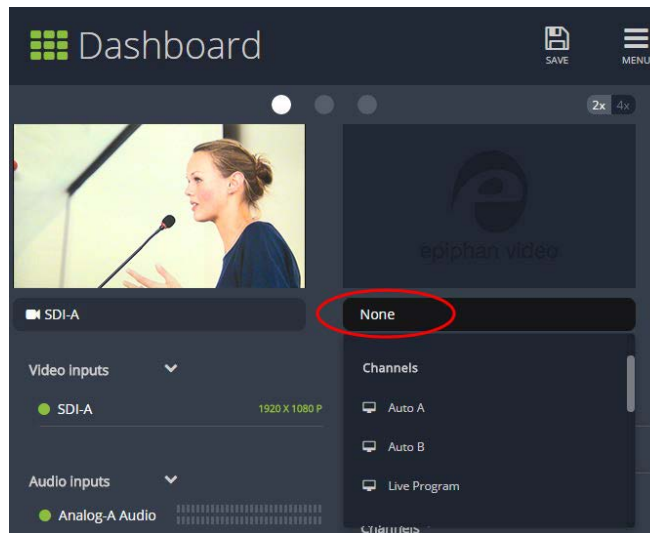 Dashboard
SAVE
MENU
2x 4x
epiphan video
SDI-A
None
Video inputs
SDI-A
1920 X 1080 P
Audio inputs
Analog-A Audio
Channels
Auto A
Auto B
Live Program
Channels